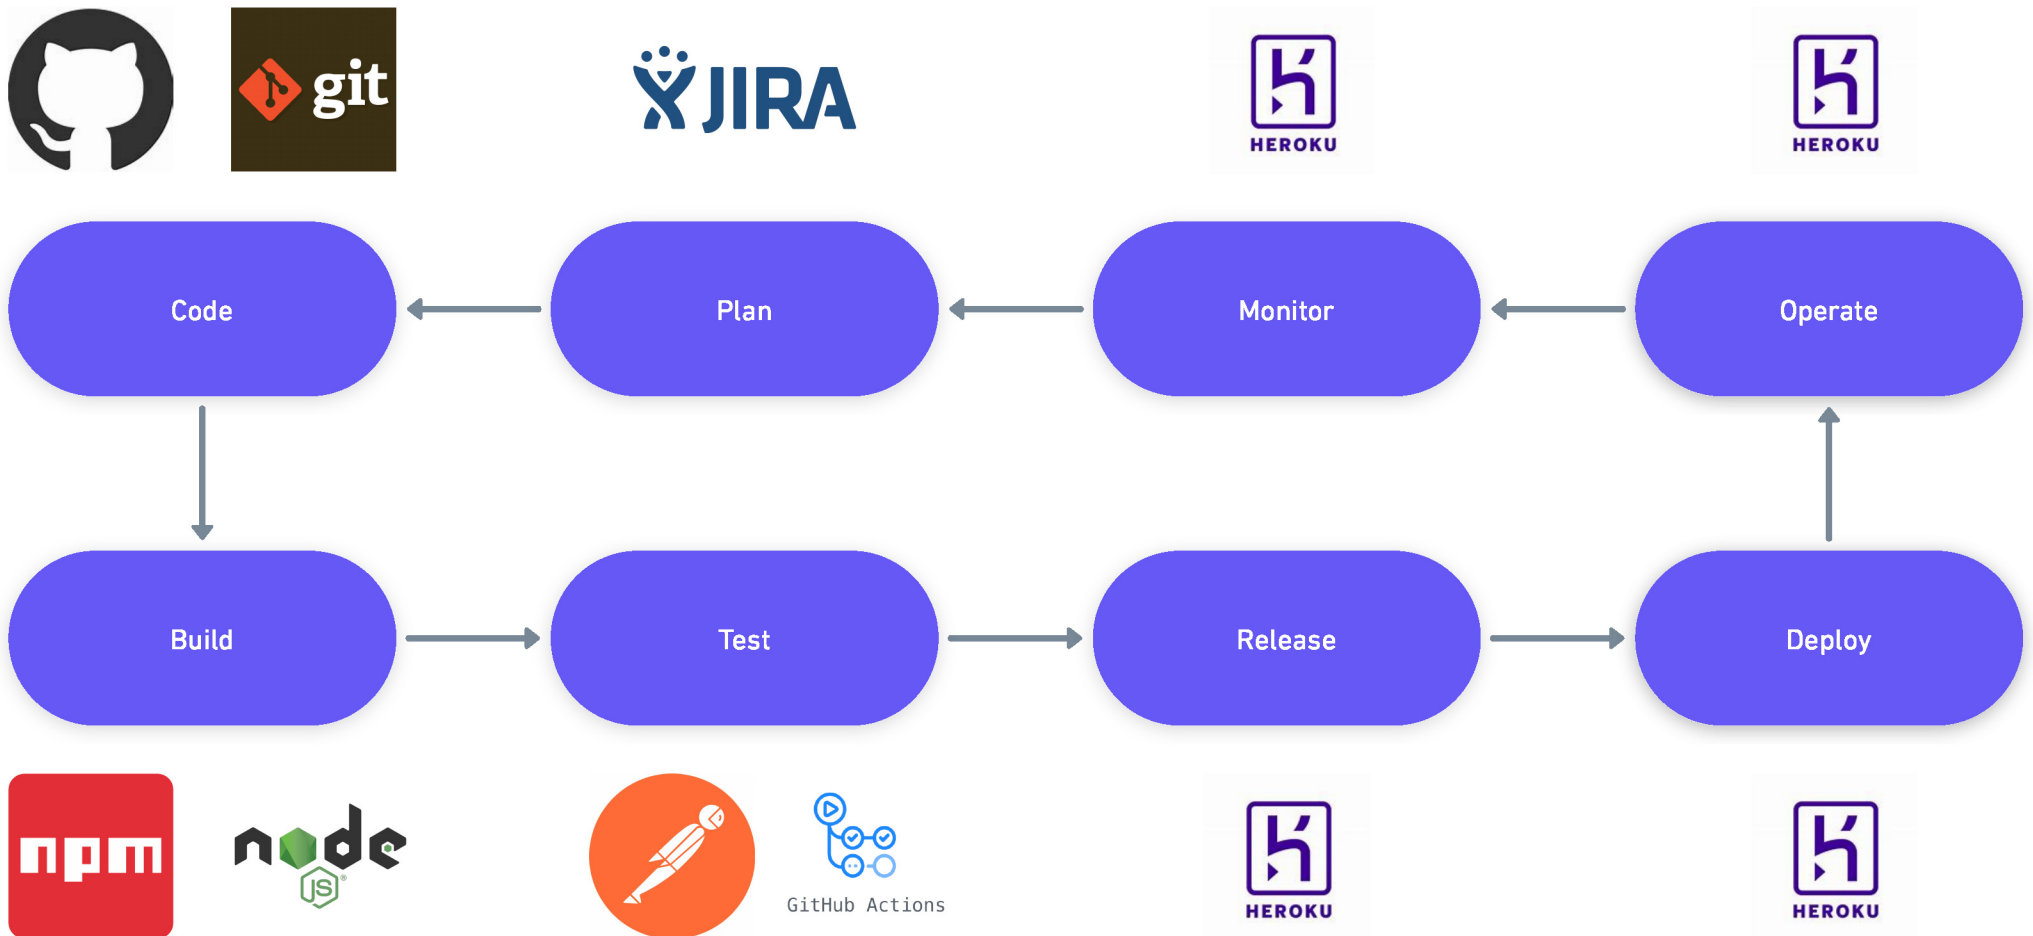 git
JIRA
HEROKU
HEROKU
Code
Plan
Monitor
Operate
Build
Test
Release
Deploy
npm
node
JS
®
GitHub Actions
HEROKU
HEROKU